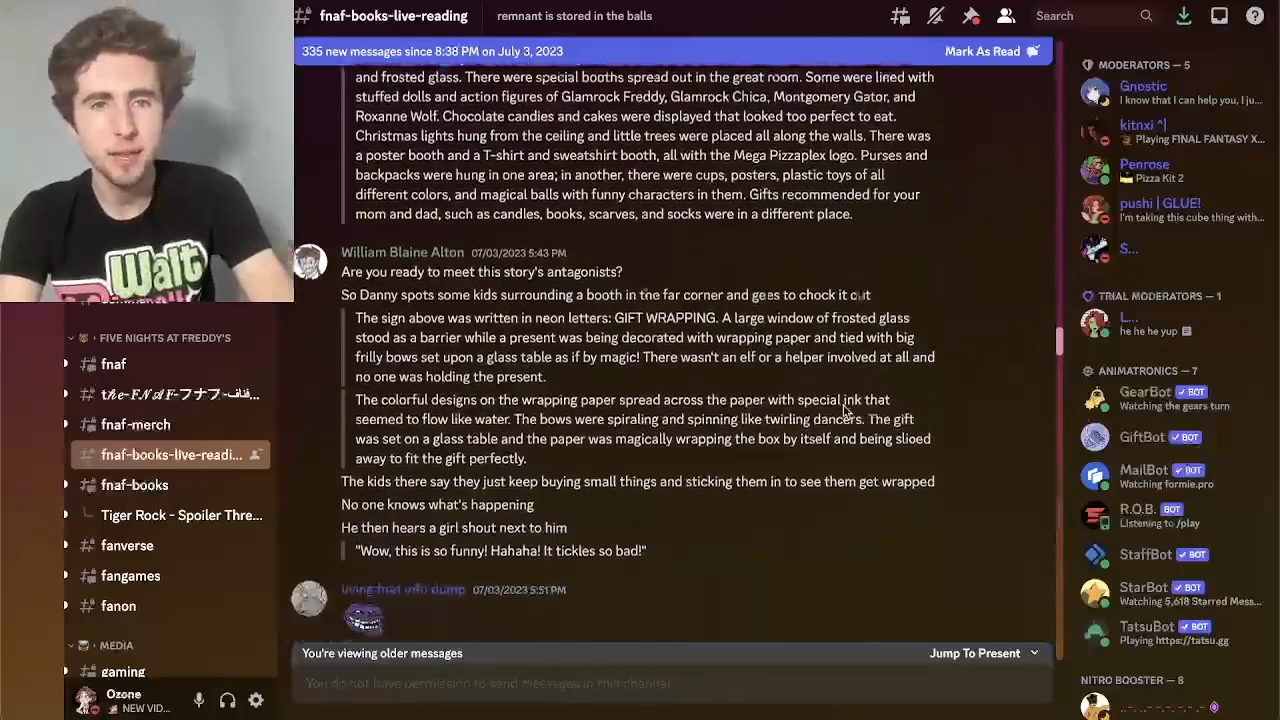 fnaf-books-live-reading
remnant is stored in the balls
Search
335 new messages since 8:38 PM on July 3, 2023
Mark As Read
and frosted glass. There were special booths spread out in the great room. Some were lined with
stuffed dolls and action figures of Glamrock Freddy, Glamrock Chica, Montgomery Gator, and
Roxanne Wolf. Chocolate candies and cakes were displayed that looked too perfect to eat.
Christmas lights hung from the ceiling and little trees were placed all along the walls. There was
a poster booth and a T-shirt and sweatshirt booth, all with the Mega Pizzaplex logo. Purses and
backpacks were hung in one area; in another, there were cups, posters, plastic toys of all
different colors, and magical balls with funny characters in them. Gifts recommended for your
mom and dad, such as candles, books, scarves, and socks were in a different place.
William Blaine Alton 07/03/2023 5:43 PM
Are you ready to meet this story's antagonists?
So Danny spots some kids surrounding a booth in the far corner and goes to check it out
The sign above was written in neon letters: GIFT WRAPPING. A large window of frosted glass
stood as a barrier while a present was being decorated with wrapping paper and tied with big
frilly bows set upon a glass table as if by magic! There wasn't an elf or a helper involved at all and
no one was holding the present.
The colorful designs on the wrapping paper spread across the paper with special ink that
seemed to flow like water. The bows were spiraling and spinning like twirling dancers. The gift
was set on a glass table and the paper was magically wrapping the box by itself and being sliced
away to fit the gift perfectly.
The kids there say they just keep buying small things and sticking them in to see them get wrapped
No one knows what's happening
He then hears a girl shout next to him
"Wow, this is so funny! Hahaha! It tickles so bad!"
living fnaf info dump 07/03/2023 5:51 PM
You're viewing older messages
Jump To Present
You do not have permission to send messages in this channel.
Walt
FIVE NIGHTS AT FREDDY'S
fnaf
fnaf-merch
fnaf-books-live-readi...
fnaf-books
Tiger Rock - Spoiler Thre...
fanverse
fangames
fanon
MEDIA
gaming
Ozone
NEW VID...
MODERATORS — 5
Gnostic
I know that I can help you, I ju...
kitnxi ^|
Playing FINAL FANTASY X...
Penrose
Pizza Kit 2
pushi | GLUE!
I'm taking this cube thing with...
S...
TRIAL MODERATORS — 1
L...
he he he yup
ANIMATRONICS — 7
GearBot BOT
Watching the gears turn
GiftBot BOT
MailBot BOT
Listening to formie.pro
R.O.B. BOT
Listening to /play
StaffBot BOT
StarBot BOT
Watching 5,618 Starred Mess...
TatsuBot BOT
Playing https://tatsu.gg
NITRO BOOSTER — 8